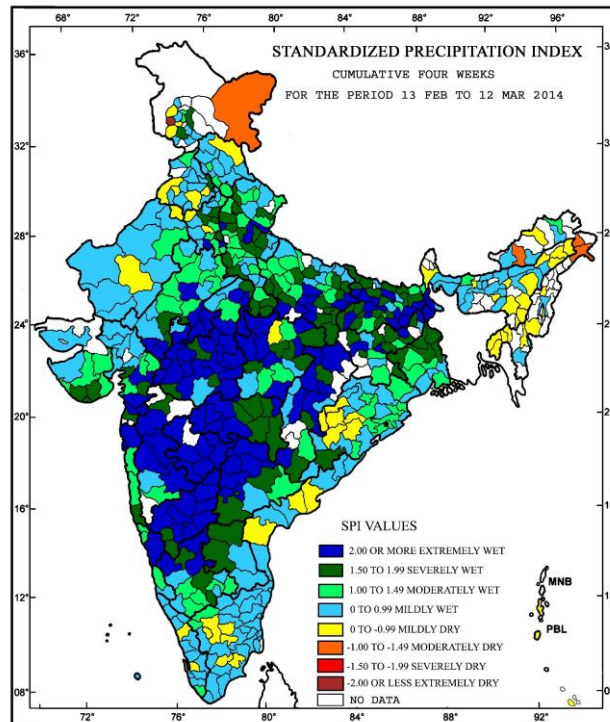 68° 72° 76° 80° 84° 88° 92° 96°
36°
STANDARDIZED PRECIPITATION INDEX
CUMULATIVE FOUR WEEKS
FOR THE PERIOD 13 FEB TO 12 MAR 2014
32°
28°
24°
20°
16°
12°
08°
SPI VALUES
2.00 OR MORE EXTREMELY WET
1.50 TO 1.99 SEVERELY WET
1.00 TO 1.49 MODERATELY WET
0 TO 0.99 MILDLY WET
0 TO -0.99 MILDLY DRY
-1.00 TO -1.49 MODERATELY DRY
-1.50 TO -1.99 SEVERELY DRY
-2.00 OR LESS EXTREMELY DRY
NO DATA
MNB
PBL
72° 76° 80° 84° 88° 92°